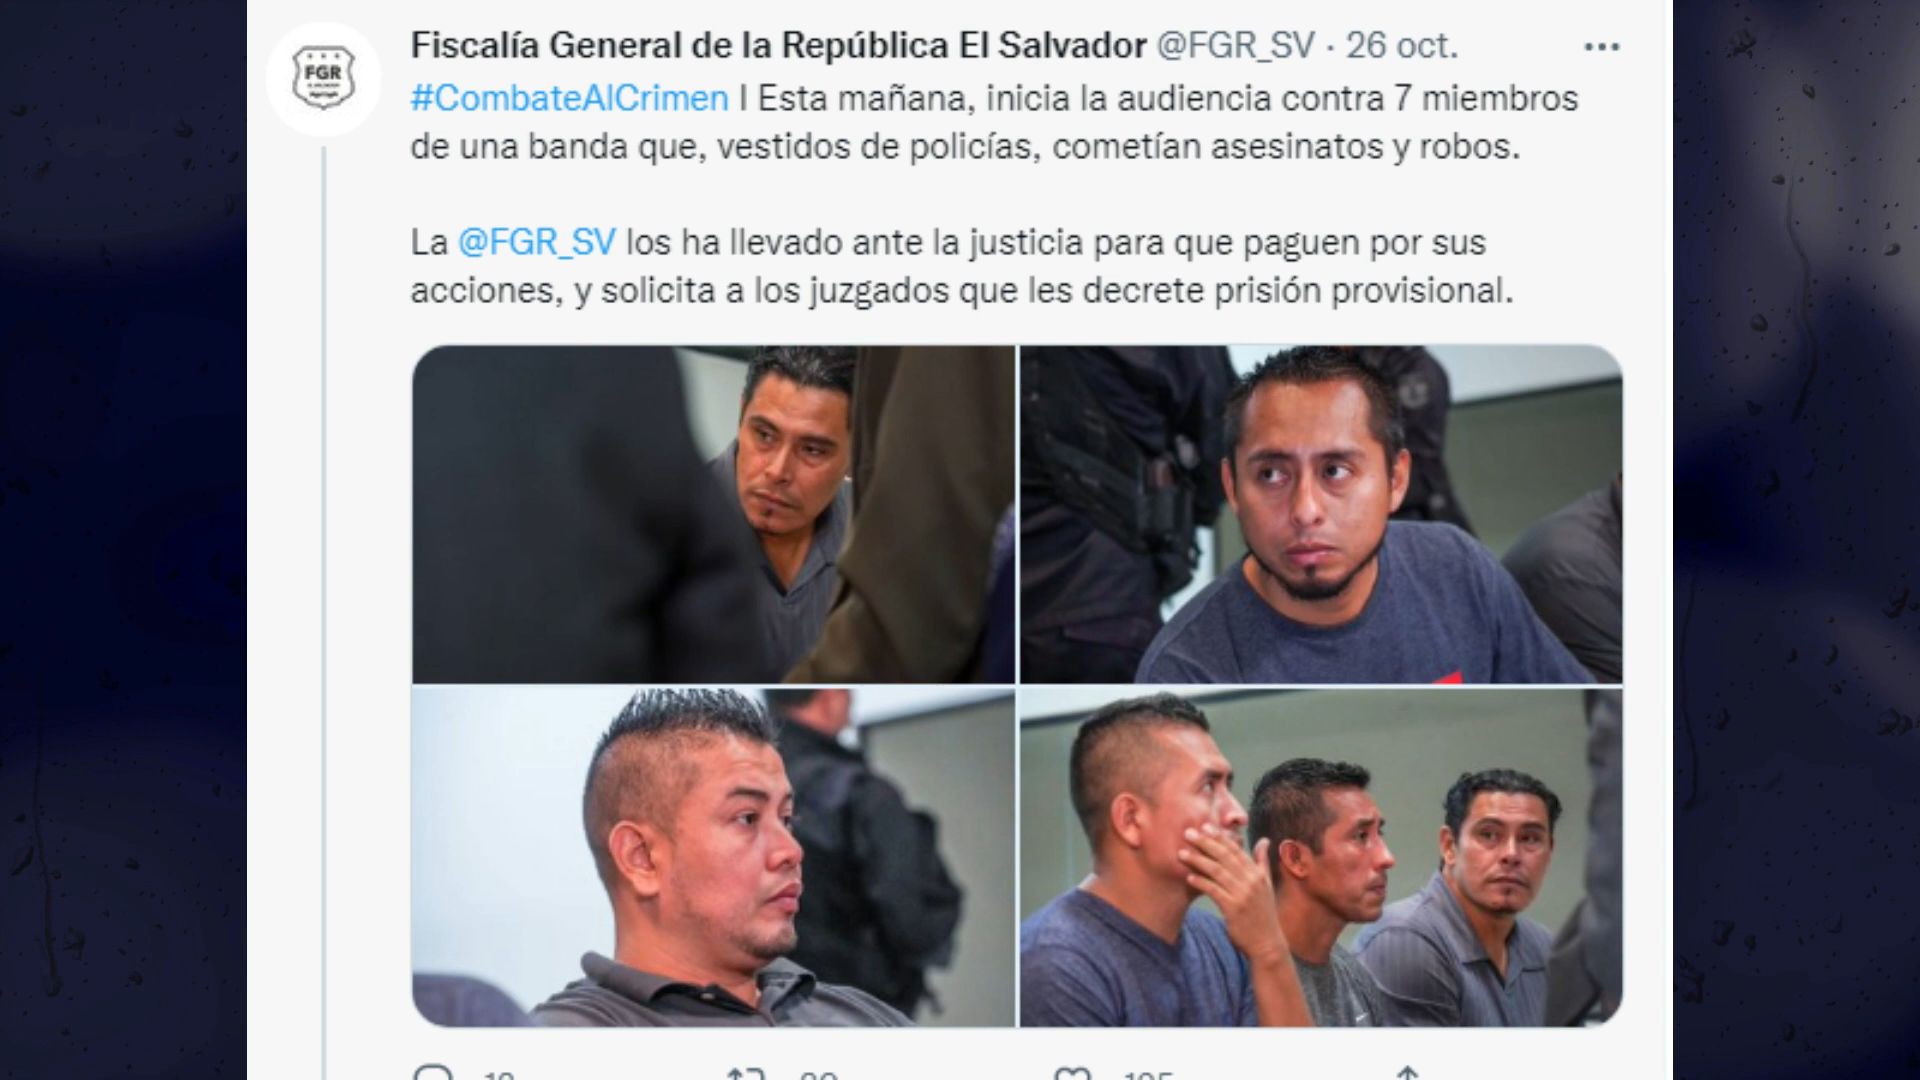 FGR
Fiscalía General de la República El Salvador @FGR_SV · 26 oct.
#CombateAlCrimen I Esta mañana, inicia la audiencia contra 7 miembros
de una banda que, vestidos de policías, cometían asesinatos y robos.
La @FGR_SV los ha llevado ante la justicia para que paguen por sus
acciones, y solicita a los juzgados que les decrete prisión provisional.